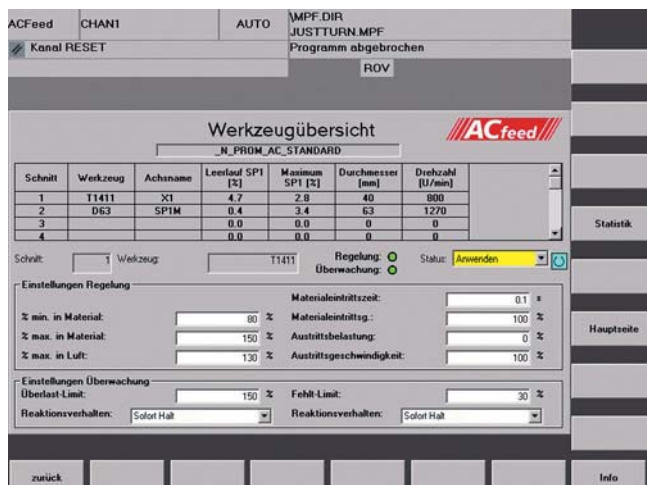 ACFeed CHAN1 AUTO \MPF.DIR
JUSTTURN.MPF
Kanal RESET Programm abgebrochen
ROV
Werkzeugübersicht ACfeed
_N_PROM_AC_STANDARD
Schnitt Werkzeug Achsname Leerlauf SP1 [%] Maximum SP1 [%] Durchmesser [mm] Drehzahl [U/min]
1 T1411 X1 4.7 2.8 40 800
2 D63 SP1M 0.4 3.4 63 1270
3 0.0 0.0 0 0
4 0.0 0.0 0 0
Statistik
Schnitt: 1 Werkzeug: T1411 Regelung: Status: Anwenden
Überwachung:
Einstellungen Regelung
Materialeintrittszeit: 0.1 s
% min. in Material: 80 % Materialeintrittsg.: 100 %
% max. in Material: 150 % Austrittsbelastung: 0 %
% max. in Luft: 130 % Austrittsgeschwindigkeit: 100 %
Hauptseite
Einstellungen Überwachung
Überlast-Limit: 150 % Fehlt-Limit: 30 %
Reaktionsverhalten: Sofort Halt Reaktionsverhalten: Sofort Halt
zurück Info